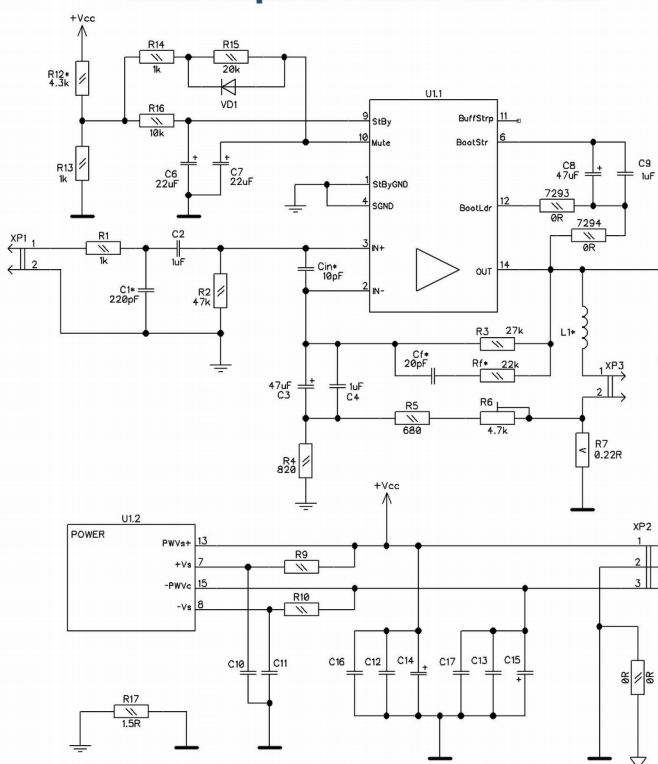 +Vcc
R14
1k
R15
20k
VD1
R12*
4.3k
R16
10k
R13
1k
C6
22uF
C7
22uF
U1.1
9
StBy
10
Mute
1
StByGND
4
SGND
3
IN+
2
IN-
BuffStrp
11
BootStr
6
BootLdr
12
OUT
14
C8
47uF
C9
1uF
7293
0R
7294
0R
XP1
1
2
R1
1k
C2
1uF
C1*
220pF
R2
47k
Cin*
10pF
R3
27k
Cf*
20pF
Rf*
22k
L1*
XP3
1
2
47uF
C3
1uF
C4
R5
680
R6
4.7k
R4
820
R7
0.22R
+Vcc
U1.2
POWER
PWVs+
13
+Vs
7
-PWVc
15
-Vs
8
R9
R10
XP2
1
2
3
C10
C11
C16
C12
C14
C17
C13
C15
0R
0R
R17
1.5R